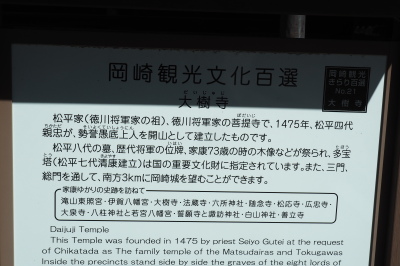 岡崎観光文化百選
岡崎観光
きらり百選
No.21
大樹寺
だいじゅじ
大樹寺
松平家(徳川将軍家の祖)、徳川将軍家の菩提寺で、1475年、松平四代
親忠が、勢誉愚底上人を開山として建立したものです。
松平八代の墓、歴代将軍の位牌、家康73歳の時の木像などが祭られ、多宝
塔(松平七代清康建立)は国の重要文化財に指定されています。また、三門、
総門を通して、南方3kmに岡崎城を望むことができます。
家康ゆかりの史跡を訪ねて
滝山東照宮・伊賀八幡宮・大樹寺・法蔵寺・六所神社・随念寺・松応寺・広忠寺・
大泉寺・八柱神社と若宮八幡宮・誓願寺と諏訪神社・白山神社・善立寺
Daijuji Temple
This Temple was founded in 1475 by priest Seiyo Gutei at the request
of Chikatada as The family temple of the Matsudairas and Tokugawas
Inside the precincts stand side by side the graves of the eight lords of